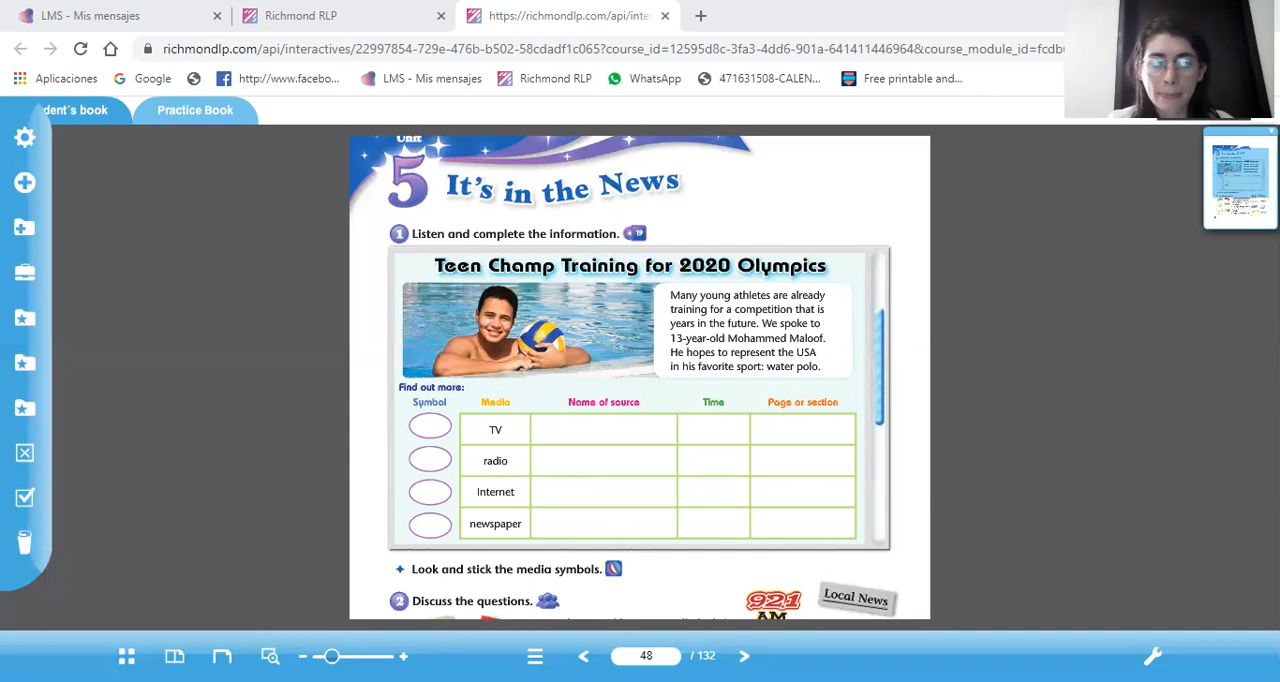 LMS - Mis mensajes
Richmond RLP
https://richmondlp.com/api/inte
richmondlp.com/api/interactives/22997854-729e-476b-b502-58cdadf1c065?course_id=12595d8c-3fa3-4dd6-901a-641411446964&course_module_id=fcdb
Aplicaciones
Google
http://www.facebo...
LMS - Mis mensajes
Richmond RLP
WhatsApp
471631508-CALEN...
Free printable and...
dent´s book
Practice Book
Unit
5 It's in the News
1 Listen and complete the information. 19
Teen Champ Training for 2020 Olympics
Many young athletes are already
training for a competition that is
years in the future. We spoke to
13-year-old Mohammed Maloof.
He hopes to represent the USA
in his favorite sport: water polo.
Find out more:
Symbol Media Name of source Time Page or section
TV
radio
Internet
newspaper
Look and stick the media symbols.
2 Discuss the questions.
92.1
AM
Local News
48 / 132